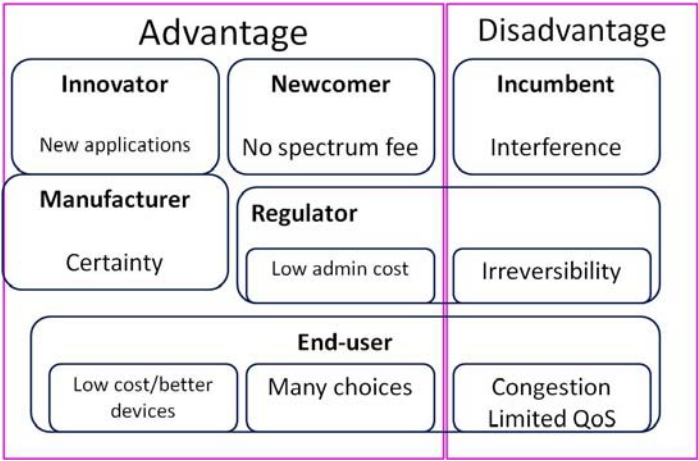 Advantage
Disadvantage
Innovator
New applications
Newcomer
No spectrum fee
Incumbent
Interference
Manufacturer
Certainty
Regulator
Low admin cost
Irreversibility
End-user
Low cost/better
devices
Many choices
Congestion
Limited QoS